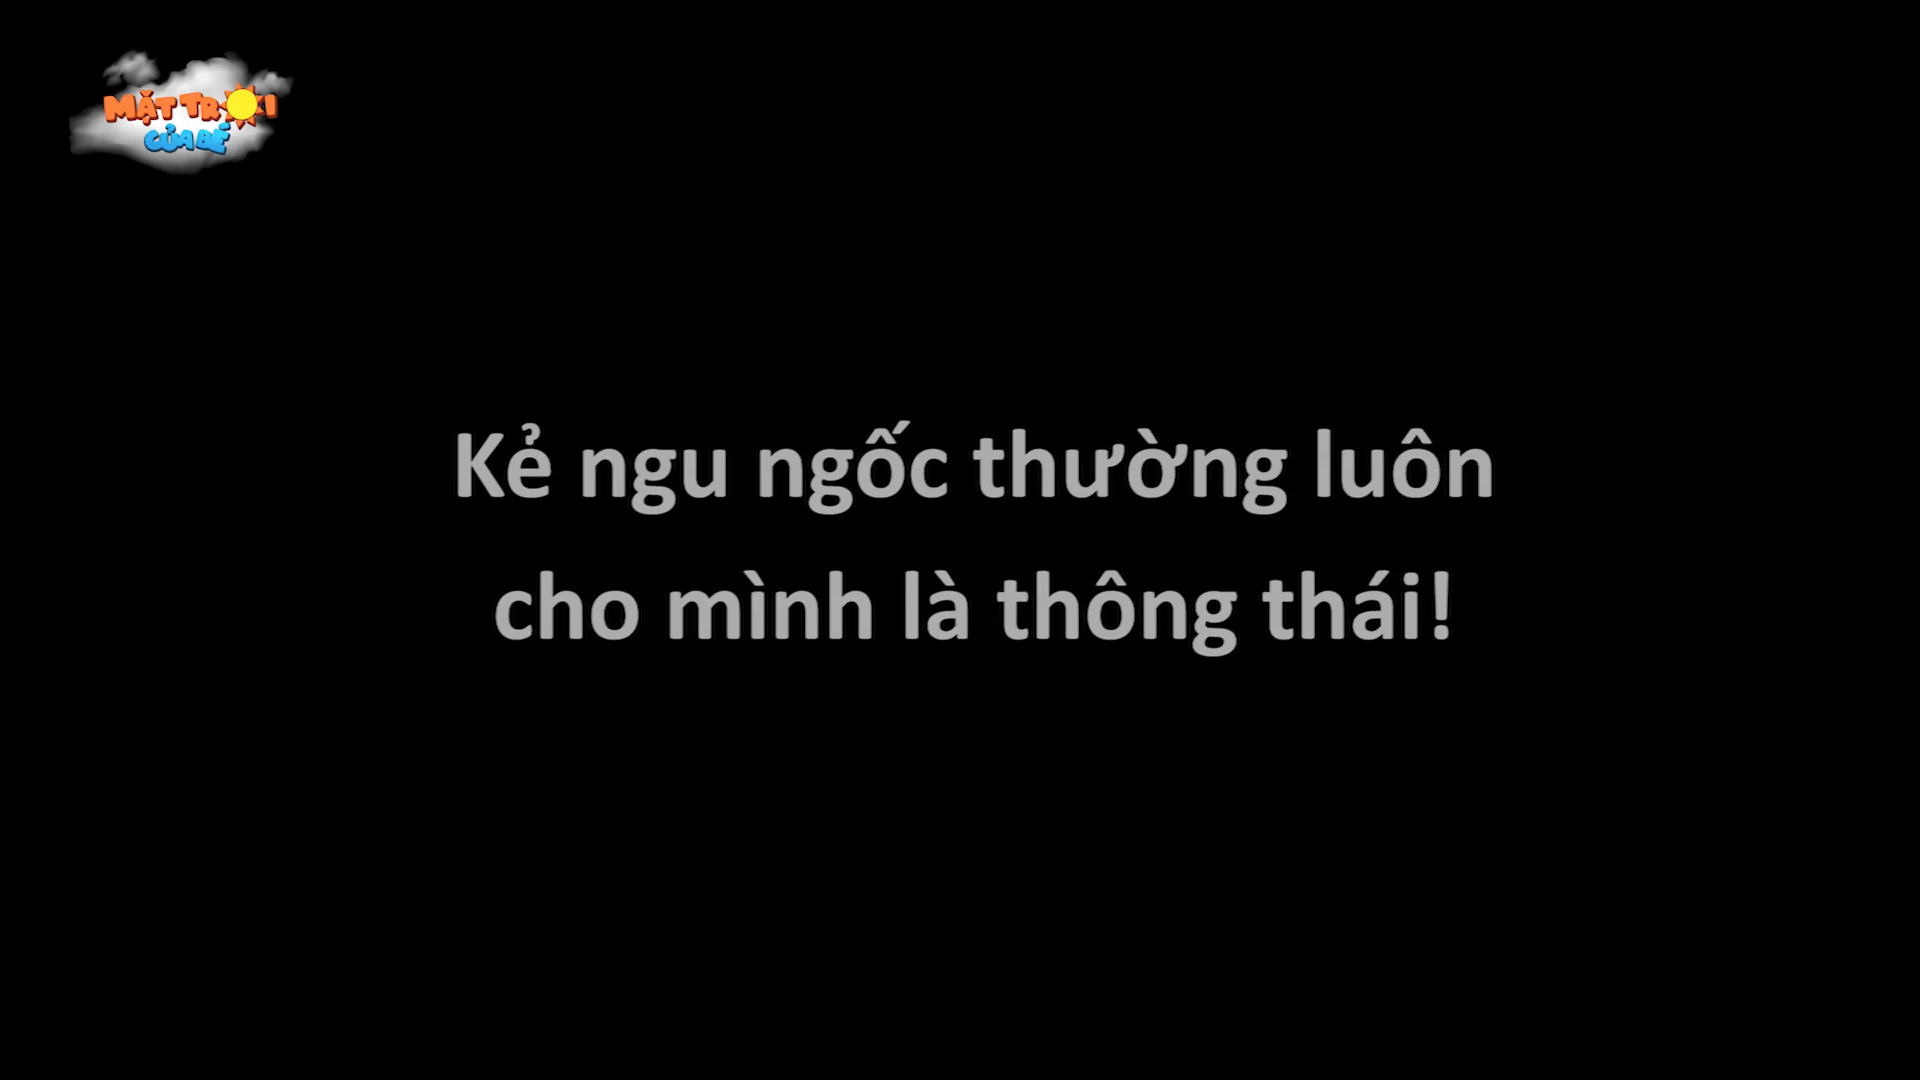 MẶT TRỜI
CỦA BÉ
Kẻ ngu ngốc thường luôn
cho mình là thông thái!